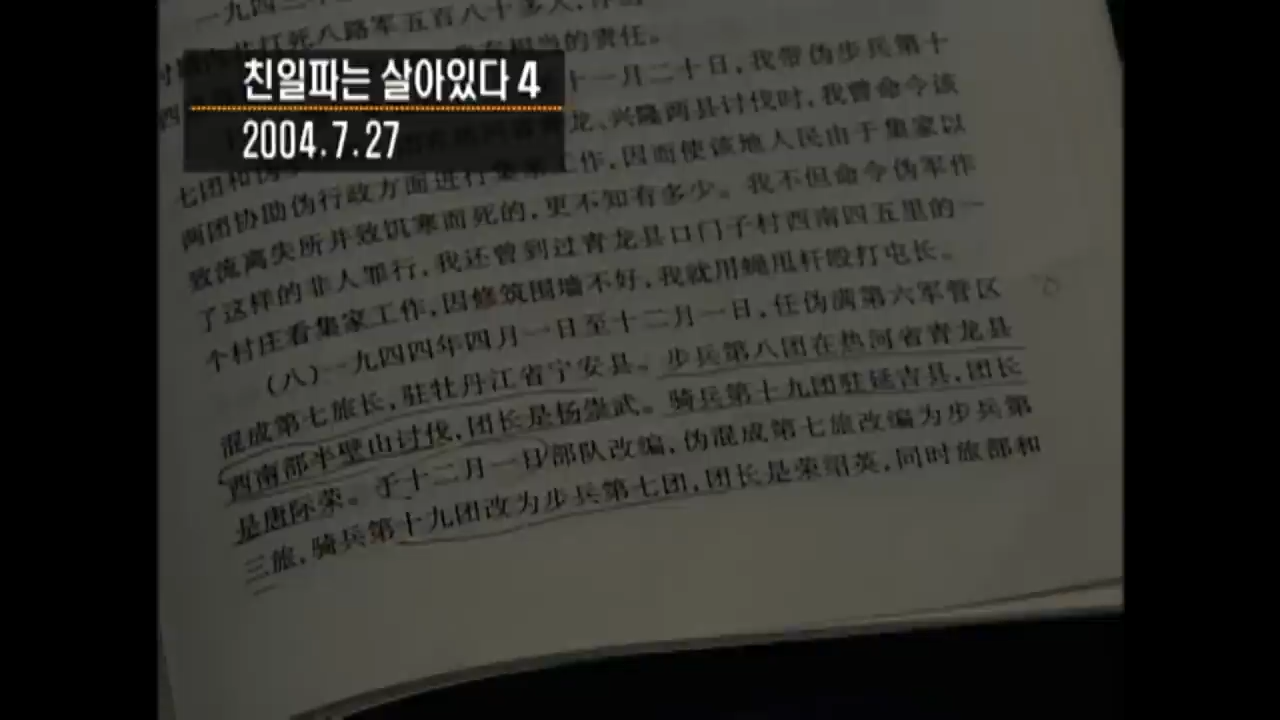 친일파는 살아있다 4
2004.7.27
打死八路军五百八十多人
相当的责任。
十一月二十日,我带伪步兵第十
龙、兴隆两县讨伐时,我曾命令该
七团和
工作,因而使该地人民由于集家以
两团协助伪行政方面进行集家
致流离失所并致饥寒而死的,更不知有多少。我不但命令伪军作
了这样的非人罪行,我还曾到过青龙县口门子村西南四五里的一
个村庄看集家工作,因修筑围墙不好,我就用蝇甩杆殴打屯长。
(八)一九四四年四月一日至十二月一日,任伪满第六军管区
混成第七旅长,驻牡丹江省宁安县。步兵第八团在热河省青龙县
西南部半壁山讨伐,团长是杨崇武。骑兵第十九团驻延吉县,团长
是唐际荣。于十二月一日部队改编,伪混成第七旅改编为步兵第
三旅,骑兵第十九团改为步兵第七团,团长是荣绍英,同时旅部和